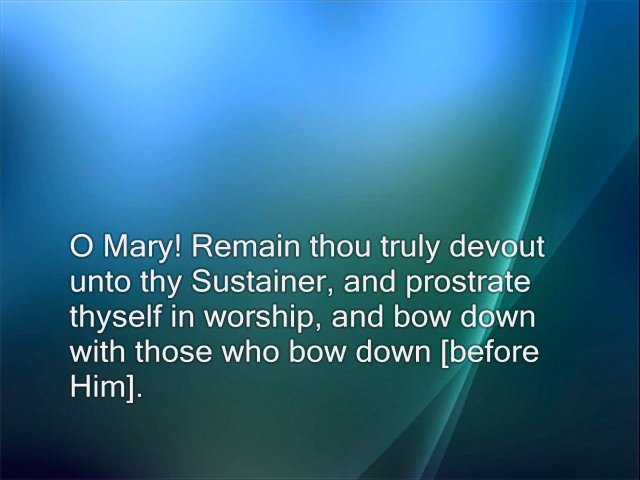 O Mary! Remain thou truly devout
unto thy Sustainer, and prostrate
thyself in worship, and bow down
with those who bow down [before
Him].